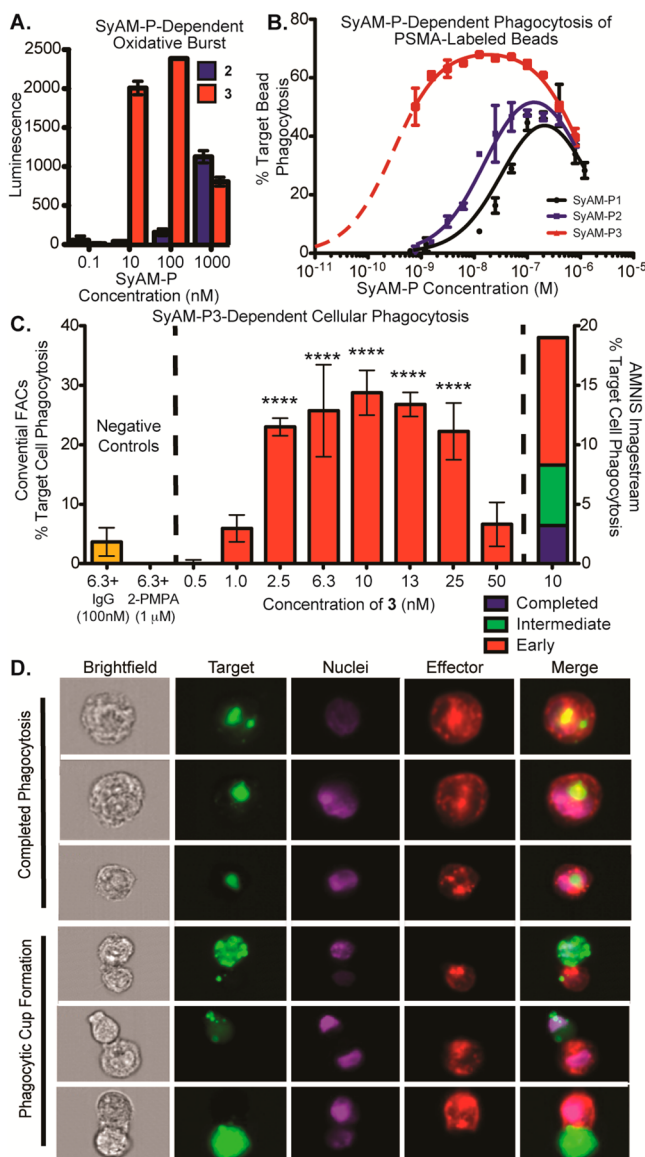 A.
SyAM-P-Dependent
Oxidative Burst
2500
2000
1500
1000
500
0
Luminescence
2
3
0.1
10
100
1000
SyAM-P
Concentration (nM)
B.
SyAM-P-Dependent Phagocytosis of
PSMA-Labeled Beads
80
60
40
20
0
% Target Bead
Phagocytosis
SyAM-P1
SyAM-P2
SyAM-P3
10-11
10-10
10-9
10-8
10-7
10-6
10-5
SyAM-P Concentration (M)
C.
SyAM-P3-Dependent Cellular Phagocytosis
40
30
20
10
0
Convential FACs
% Target Cell Phagocytosis
Negative
Controls
****
****
****
****
****
20
15
10
5
0
AMNIS Imagestream
% Target Cell Phagocytosis
6.3+
IgG
(100nM)
6.3+
2-PMPA
(1 µM)
0.5
1.0
2.5
6.3
10
13
25
50
10
Concentration of 3 (nM)
Completed
Intermediate
Early
D.
Brightfield
Target
Nuclei
Effector
Merge
Completed Phagocytosis
Phagocytic Cup Formation